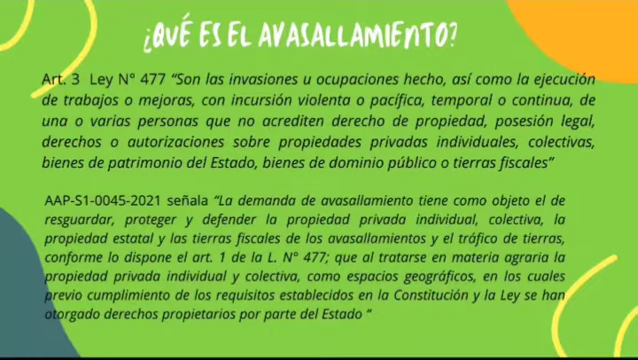 ¿QUÉ ES EL AVASALLAMIENTO?
Art. 3 Ley N° 477 “Son las invasiones u ocupaciones hecho, así como la ejecución
de trabajos o mejoras, con incursión violenta o pacífica, temporal o continua, de
una o varias personas que no acrediten derecho de propiedad, posesión legal,
derechos o autorizaciones sobre propiedades privadas individuales, colectivas,
bienes de patrimonio del Estado, bienes de dominio público o tierras fiscales”
AAP-S1-0045-2021 señala “La demanda de avasallamiento tiene como objeto el de
resguardar, proteger y defender la propiedad privada individual, colectiva, la
propiedad estatal y las tierras fiscales de los avasallamientos y el tráfico de tierras,
conforme lo dispone el art. 1 de la L. N° 477; que al tratarse en materia agraria la
propiedad privada individual y colectiva, como espacios geográficos, en los cuales
previo cumplimiento de los requisitos establecidos en la Constitución y la Ley se han
otorgado derechos propietarios por parte del Estado “